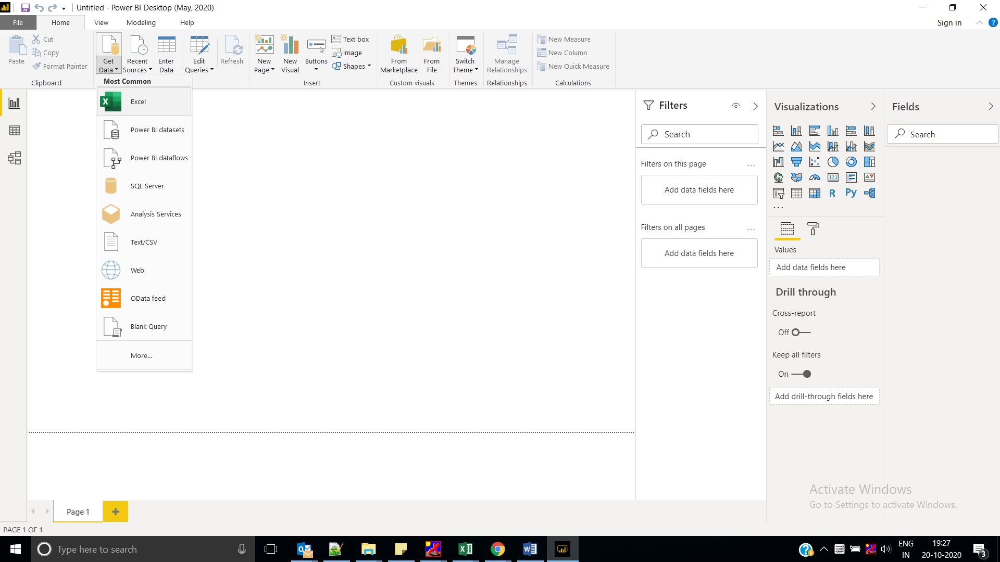 Untitled - Power BI Desktop (May, 2020)
File
Home
View
Modeling
Help
Sign in
?
Paste
Cut
Copy
Format Painter
Clipboard
Get
Data
Recent
Sources
Enter
Data
Edit
Queries
Refresh
New
Page
New
Visual
Buttons
Text box
Image
Shapes
Insert
From
Marketplace
From
File
Custom visuals
Switch
Theme
Themes
Manage
Relationships
Relationships
New Measure
New Column
New Quick Measure
Calculations
Most Common
Excel
Power BI datasets
Power BI dataflows
SQL Server
Analysis Services
Text/CSV
Web
OData feed
Blank Query
More...
Filters
Search
Filters on this page
...
Add data fields here
Filters on all pages
...
Add data fields here
Visualizations
123
R
Py
...
Values
Add data fields here
Drill through
Cross-report
Off
Keep all filters
On
Add drill-through fields here
Fields
Search
Activate Windows
Go to Settings to activate Windows.
Page 1
+
PAGE 1 OF 1
Type here to search
ENG
IN
19:27
20-10-2020
3